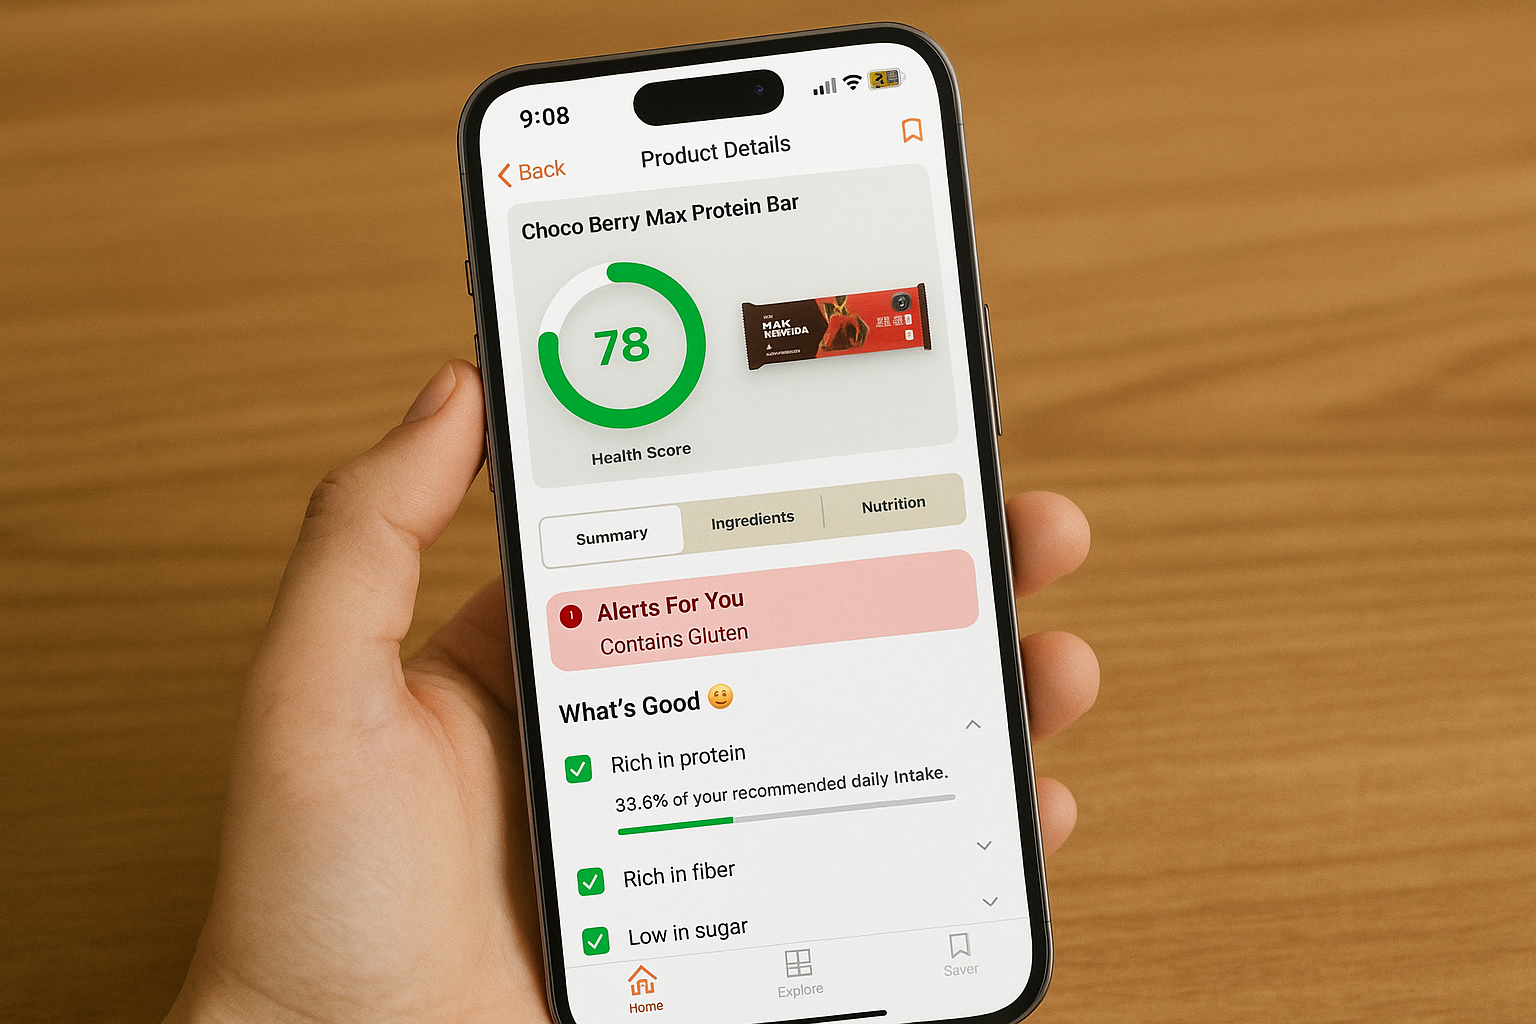 9:08
Back
Product Details
Choco Berry Max Protein Bar
78
MAK
Health Score
Summary
Ingredients
Nutrition
Alerts For You
Contains Gluten
What's Good
Rich in protein
33.6% of your recommended daily Intake.
Rich in fiber
Low in sugar
Home
Explore
Saver